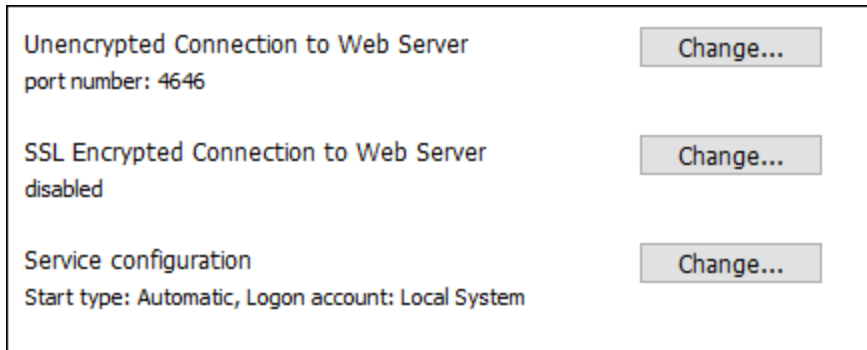 Unencrypted Connection to Web Server
Change...
port number: 4646
SSL Encrypted Connection to Web Server
Change...
disabled
Service configuration
Change...
Start type: Automatic, Logon account: Local System